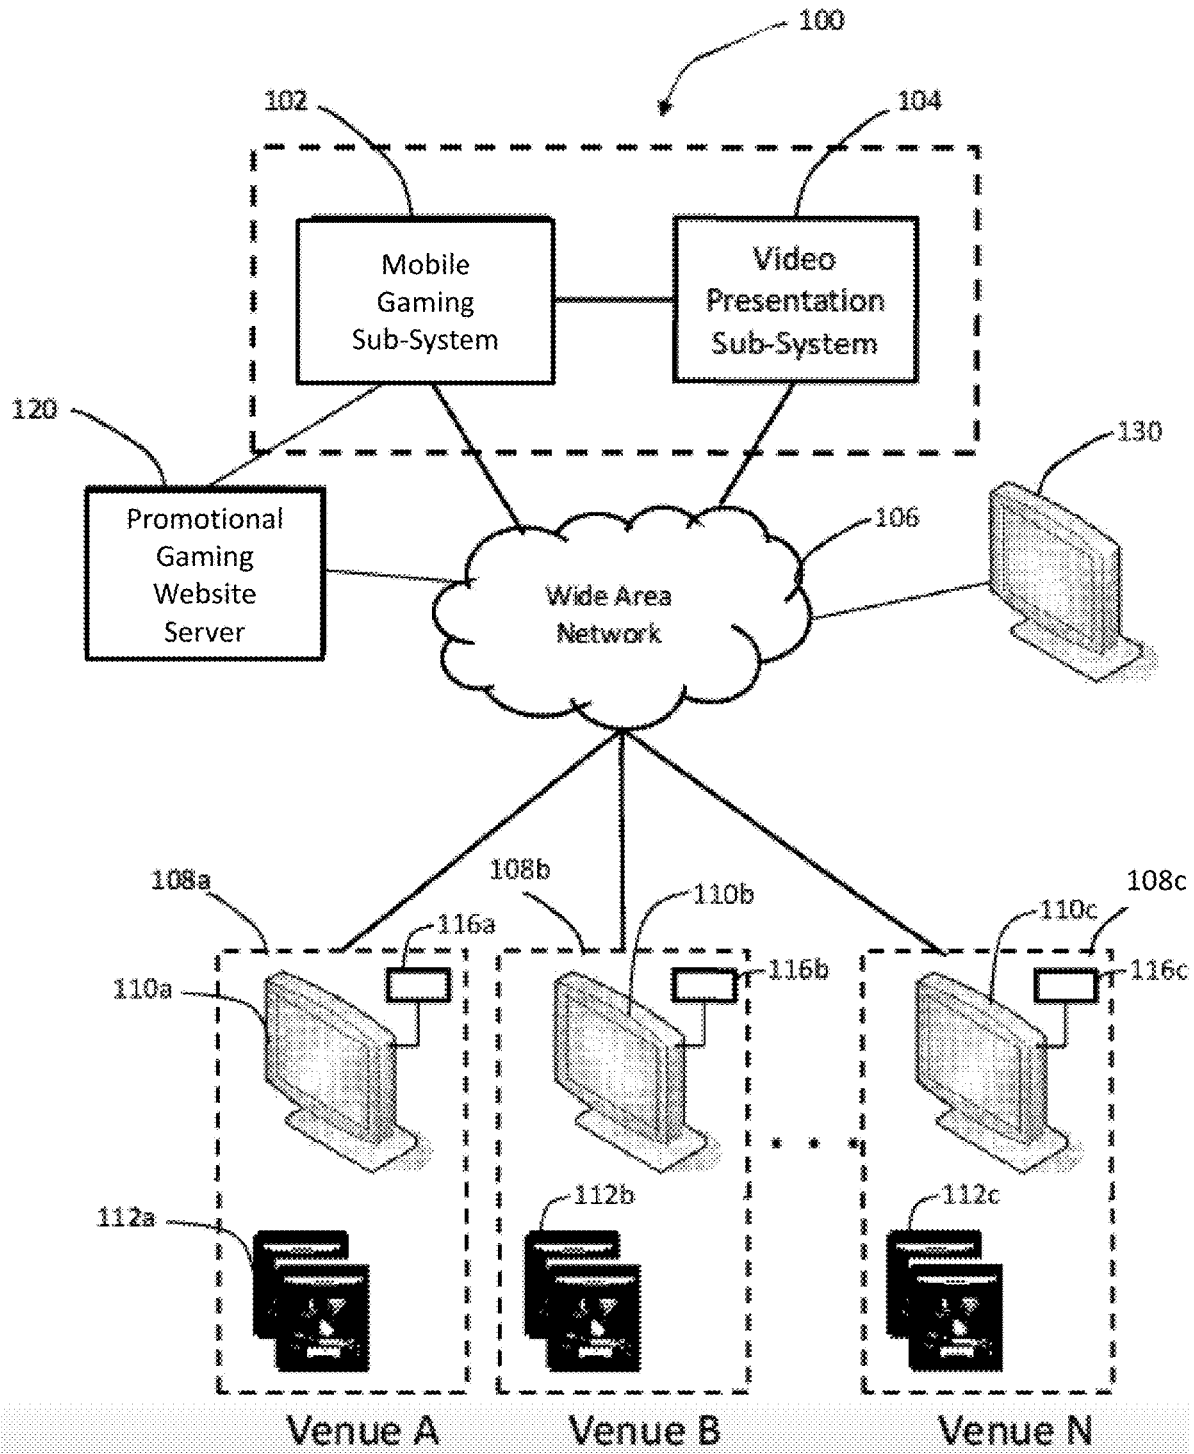 100
102
104
Mobile
Gaming
Sub-System
Video
Presentation
Sub-System
120
130
Promotional
Gaming
Website
Server
106
Wide Area
Network
108a
108b
108c
110b
110c
116a
116b
116c
110a
112a
112b
112c
Venue A
Venue B
Venue N